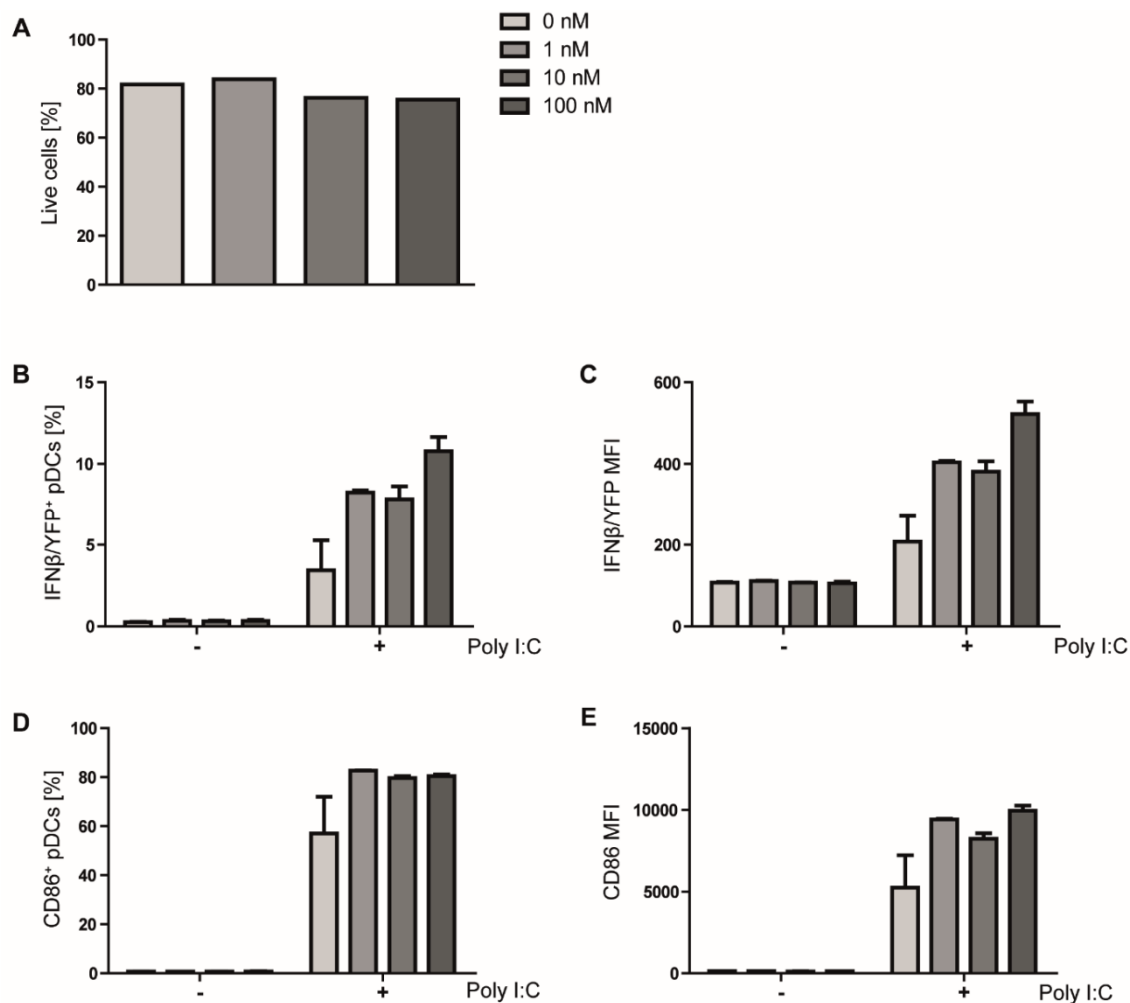 A
Live cells [%]
100
80
60
40
20
0
0 nM
1 nM
10 nM
100 nM
B
IFNβ/YFP⁺ pDCs [%]
15
10
5
0
-
+
Poly I:C
C
IFNβ/YFP MFI
600
400
200
0
-
+
Poly I:C
D
CD86⁺ pDCs [%]
100
80
60
40
20
0
-
+
Poly I:C
E
CD86 MFI
15000
10000
5000
0
-
+
Poly I:C